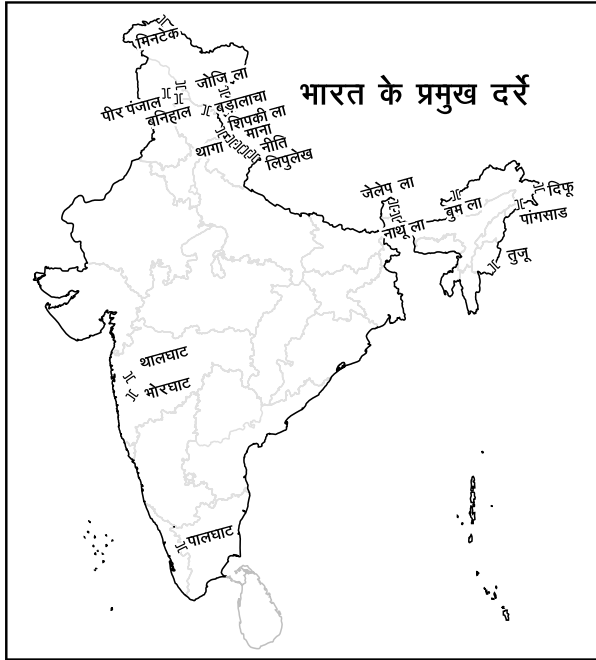 भारत के प्रमुख दर्रे
मिनटेक
जोजि ला
पीर पंजाल
बनिहाल
बड़ालाचा
शिपकी ला
माना
थागा
नीति
लिपुलेख
जेलेप ला
नाथू ला
बुम ला
दिफू
पांगसाड
तुजू
थालघाट
भोरघाट
पालघाट